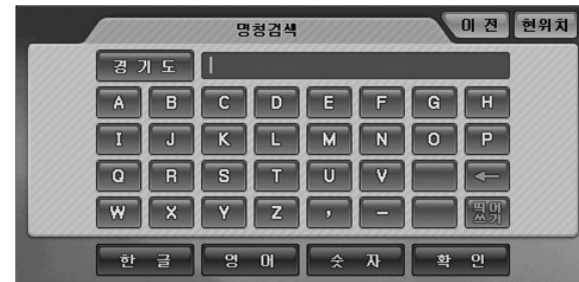 명칭검색 이 전 현위치
경 기 도
A B C D E F G H
I J K L M N O P
Q R S T U V ←
W X Y Z , - 띄어
쓰기
한 글 영 어 숫 자 확 인